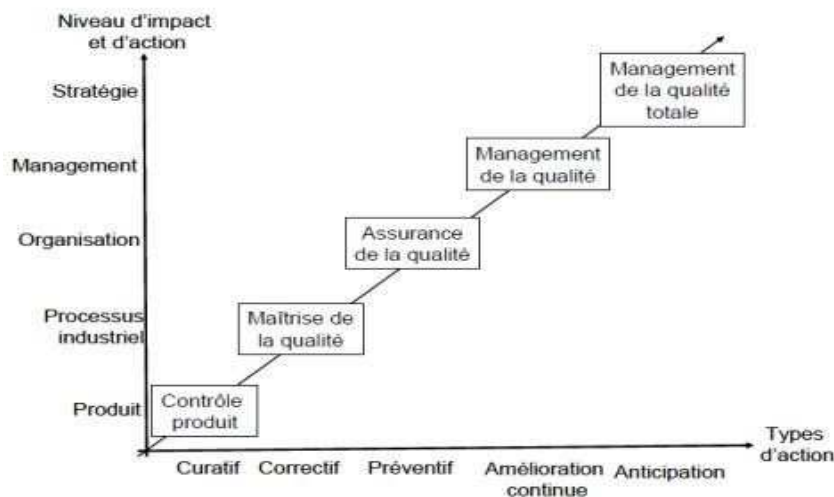 Niveau d'impact
et d'action
Stratégie
Management
de la qualité
totale
Management
Management
de la qualité
Organisation
Assurance
de la qualité
Processus
industriel
Maîtrise de
la qualité
Produit
Contrôle
produit
Types
d'action
Curatif
Correctif
Préventif
Amélioration
continue
Anticipation